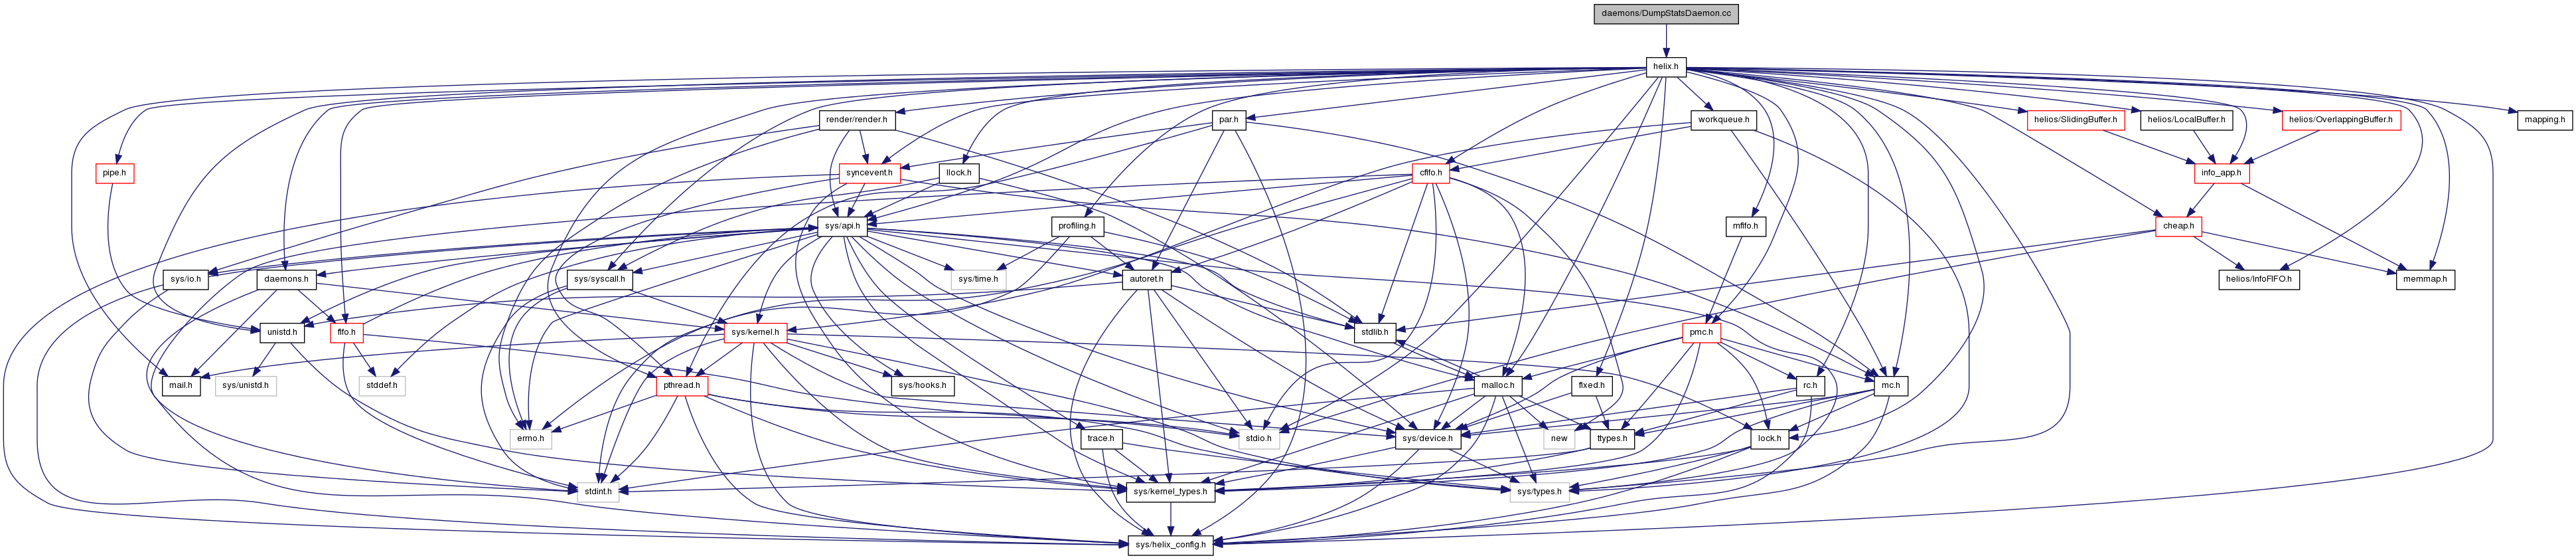 daemons/DumpStatsDaemon.cc
helix.h
render/render.h
par.h
workqueue.h
helios/SlidingBuffer.h
helios/LocalBuffer.h
helios/OverlappingBuffer.h
mapping.h
pipe.h
syncevent.h
llock.h
cfifo.h
info_app.h
sys/api.h
profiling.h
mfifo.h
cheap.h
sys/io.h
daemons.h
sys/syscall.h
sys/time.h
autoret.h
helios/InfoFIFO.h
memmap.h
unistd.h
fifo.h
sys/kernel.h
stdlib.h
pmc.h
mail.h
sys/unistd.h
stddef.h
pthread.h
sys/hooks.h
malloc.h
fixed.h
rc.h
mc.h
errno.h
trace.h
stdio.h
sys/device.h
new
ttypes.h
lock.h
stdint.h
sys/kernel_types.h
sys/types.h
sys/helix_config.h